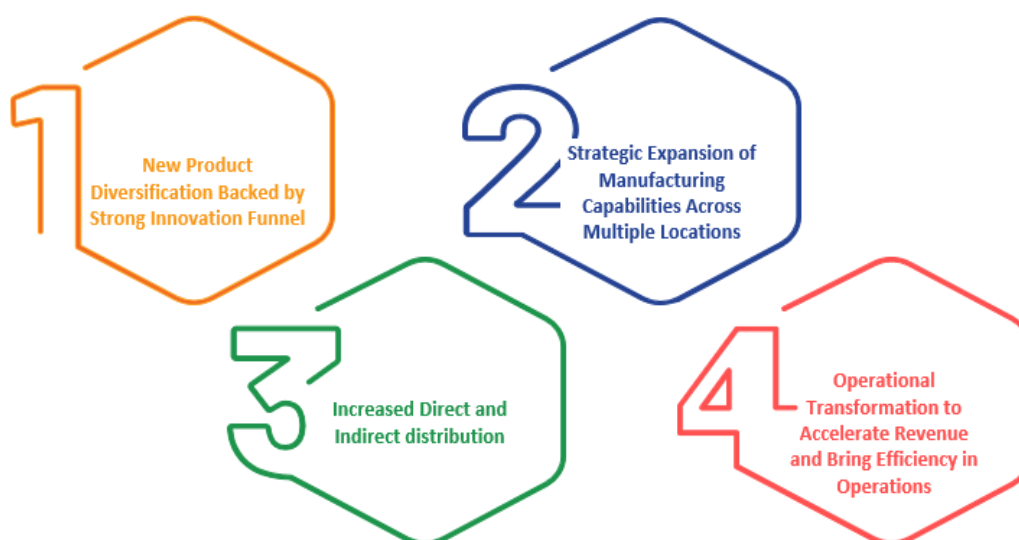 1
New Product
Diversification Backed by
Strong Innovation Funnel
2
Strategic Expansion of
Manufacturing
Capabilities Across
Multiple Locations
3
Increased Direct and
Indirect distribution
4
Operational
Transformation to
Accelerate Revenue
and Bring Efficiency in
Operations